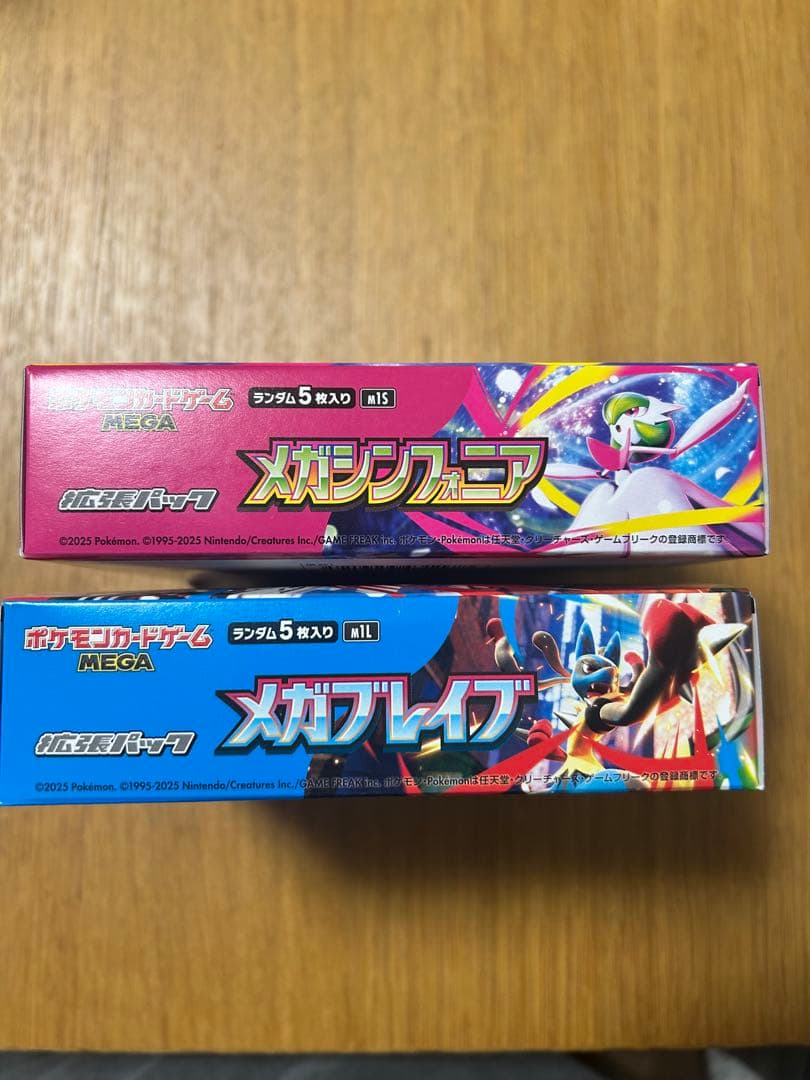 ポケモンカードゲーム
MEGA
ランダム5枚入り M1S
メガシンフォニア
拡張パック
©2025 Pokémon. ©1995-2025 Nintendo/Creatures Inc./GAME FREAK inc. ポケモン・Pokémonは任天堂・クリーチャーズ・ゲームフリークの登録商標です。
ポケモンカードゲーム
MEGA
ランダム5枚入り M1L
メガブレイブ
拡張パック
©2025 Pokémon. ©1995-2025 Nintendo/Creatures Inc./GAME FREAK inc. ポケモン・Pokémonは任天堂・クリーチャーズ・ゲームフリークの登録商標です。